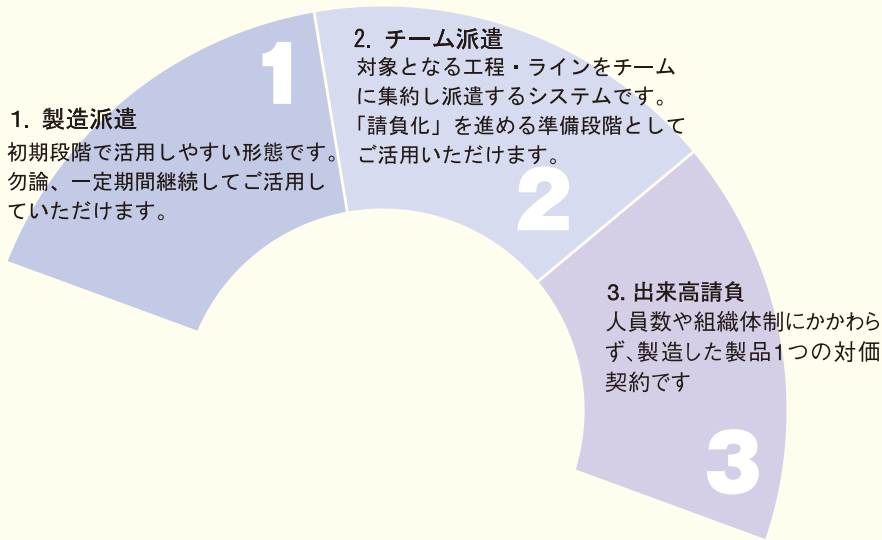 1
1. 製造派遣
初期段階で活用しやすい形態です。
勿論、一定期間継続してご活用し
ていただけます。
2. チーム派遣
対象となる工程・ラインをチーム
に集約し派遣するシステムです。
「請負化」を進める準備段階として
ご活用いただけます。
2
3. 出来高請負
人員数や組織体制にかかわら
ず、製造した製品1つの対価
契約です
3